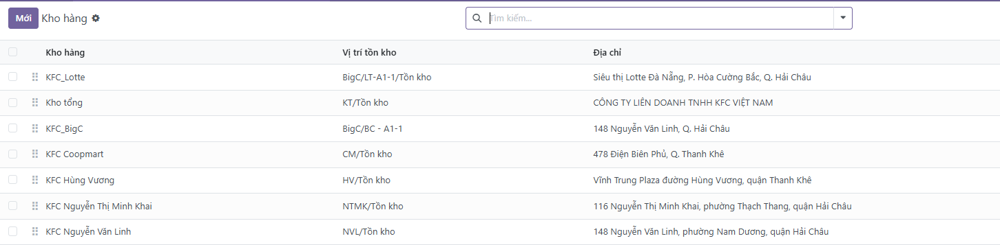 Mới Kho hàng Tìm kiếm...
Kho hàng Vị trí tồn kho Địa chỉ
KFC_Lotte BigC/LT-A1-1/Tồn kho Siêu thị Lotte Đà Nẵng, P. Hòa Cường Bắc, Q. Hải Châu
Kho tổng KT/Tồn kho CÔNG TY LIÊN DOANH TNHH KFC VIỆT NAM
KFC_BigC BigC/BC - A1-1 148 Nguyễn Văn Linh, Q. Hải Châu
KFC Coopmart CM/Tồn kho 478 Điện Biên Phủ, Q. Thanh Khê
KFC Hùng Vương HV/Tồn kho Vĩnh Trung Plaza đường Hùng Vương, quận Thanh Khê
KFC Nguyễn Thị Minh Khai NTMK/Tồn kho 116 Nguyễn Thị Minh Khai, phường Thạch Thang, quận Hải Châu
KFC Nguyễn Văn Linh NVL/Tồn kho 148 Nguyễn Văn Linh, phường Nam Dương, quận Hải Châu